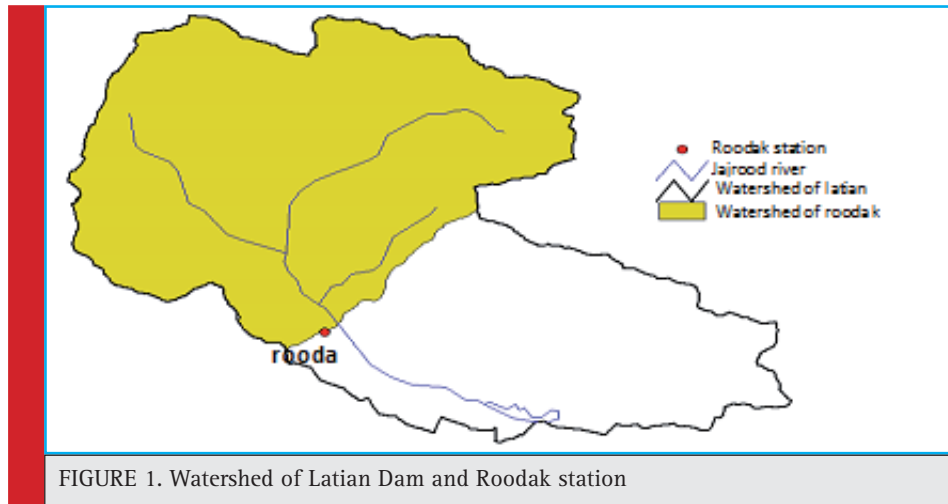 Roodak station
Jajrood river
Watershed of latian
Watershed of roodak
rooda
FIGURE 1. Watershed of Latian Dam and Roodak station